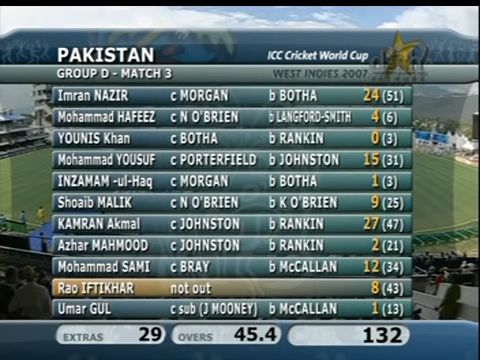 PAKISTAN
ICC Cricket World Cup
GROUP D - MATCH 3
WEST INDIES 2007
Imran NAZIR c MORGAN b BOTHA 24 (51)
Mohammad HAFEEZ c N O'BRIEN b LANGFORD-SMITH 4 (6)
YOUNIS Khan c BOTHA b RANKIN 0 (3)
Mohammad YOUSUF c PORTERFIELD b JOHNSTON 15 (31)
INZAMAM -ul-Haq c MORGAN b BOTHA 1 (3)
Shoaib MALIK c N O'BRIEN b K O'BRIEN 9 (25)
KAMRAN Akmal c JOHNSTON b RANKIN 27 (47)
Azhar MAHMOOD c JOHNSTON b RANKIN 2 (21)
Mohammad SAMI c BRAY b McCALLAN 12 (34)
Rao IFTIKHAR not out 8 (43)
Umar GUL c sub (J MOONEY) b McCALLAN 1 (13)
EXTRAS 29 OVERS 45.4 132